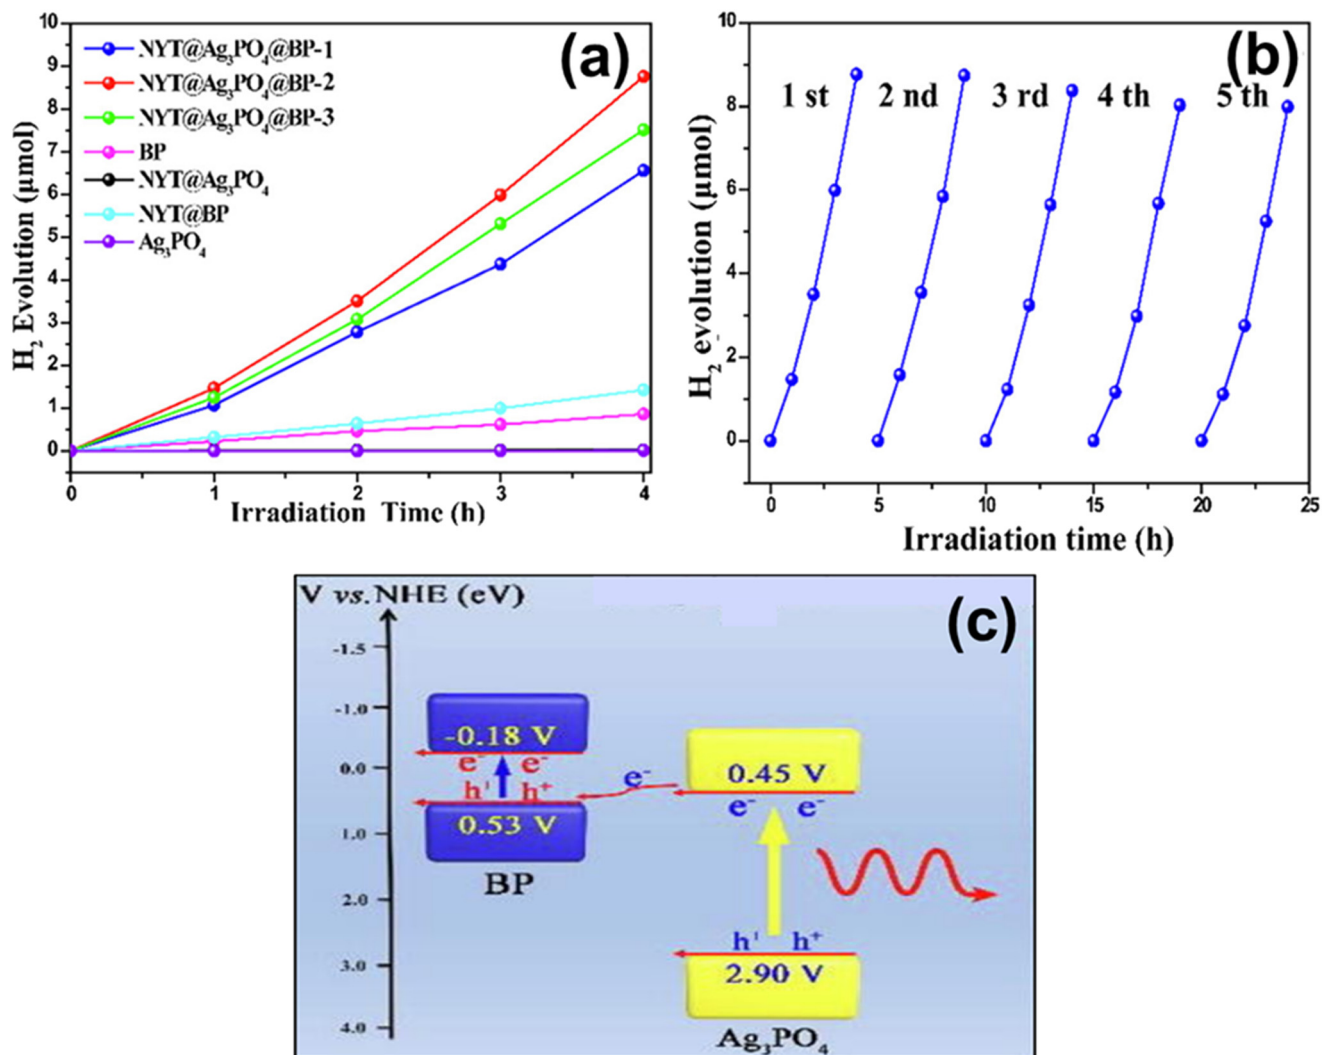 (a)
NYT@Ag₃PO₄@BP-1
NYT@Ag₃PO₄@BP-2
NYT@Ag₃PO₄@BP-3
BP
NYT@Ag₃PO₄
NYT@BP
Ag₃PO₄
H₂ Evolution (μmol)
10
9
8
7
6
5
4
3
2
1
0
0 1 2 3 4
Irradiation Time (h)
(b)
1 st 2 nd 3 rd 4 th 5 th
H₂ evolution (μmol)
10
8
6
4
2
0
0 5 10 15 20 25
Irradiation time (h)
V vs.NHE (eV)
(c)
-1.5
-1.0
0.0
1.0
2.0
3.0
4.0
-0.18 V
e⁻ e⁻
h⁺ h⁺
0.53 V
BP
e⁻
0.45 V
e⁻ e⁻
h⁺ h⁺
2.90 V
Ag₃PO₄